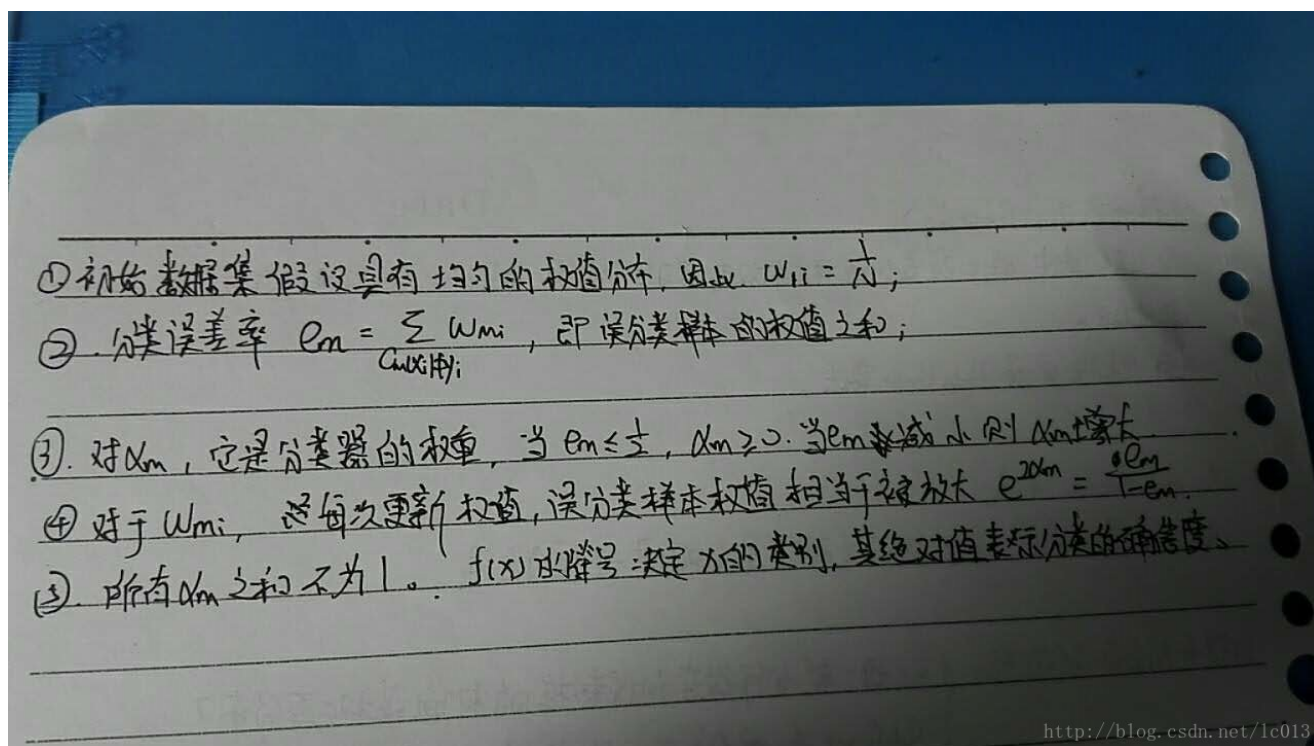 ①初始数据集假设具有均匀的权值分布,因此 w₁ᵢ = 1/N;
②.分类误差率 eₘ = Σ wₘᵢ,即误分类样本的权值之和;
Cₘ(xᵢ)≠yᵢ
③.对αₘ,它是分类器的权重,当 eₘ ≤ 1/2, αₘ ≥ 0.当eₘ减小则αₘ增大.
④对于Wₘᵢ, 每次更新权值,误分类样本权值相当于被放大 e^{2αₘ} = eₘ/(1-eₘ).
⑤.所有αₘ之和不为1。f(x)的符号决定x的类别,其绝对值表示分类的确信度、
http://blog.csdn.net/lc013